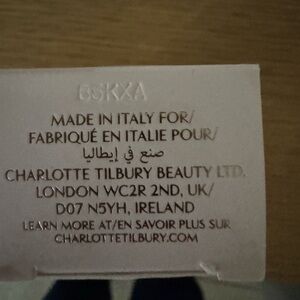 MADE IN ITALY FOR/
FABRIQUÉ EN ITALIE POUR/
صنع في إيطاليا
CHARLOTTE TILBURY BEAUTY LTD.
LONDON WC2R 2ND, UK/
D07 N5YH, IRELAND
LEARN MORE AT/EN SAVOIR PLUS SUR
CHARLOTTETILBURY.COM